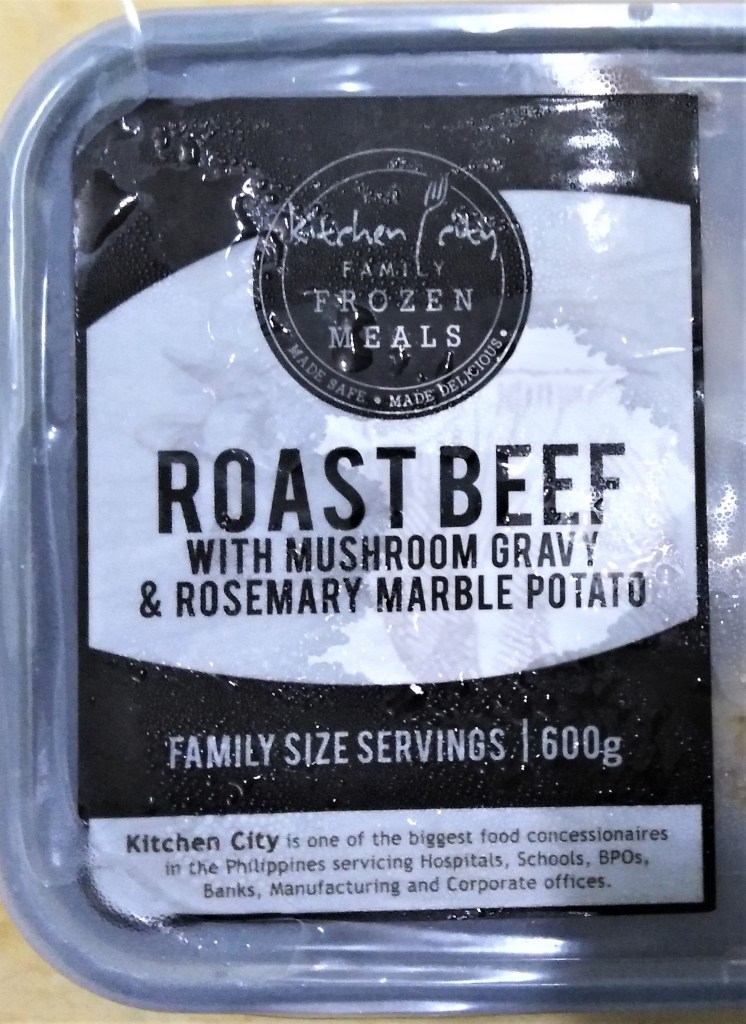 Kitchen City
FAMILY
FROZEN
MEALS
MADE SAFE • MADE DELICIOUS •
ROAST BEEF
WITH MUSHROOM GRAVY
& ROSEMARY MARBLE POTATO
FAMILY SIZE SERVINGS | 600g
Kitchen City is one of the biggest food concessionaires
in the Philippines servicing Hospitals, Schools, BPOs,
Banks, Manufacturing and Corporate offices.